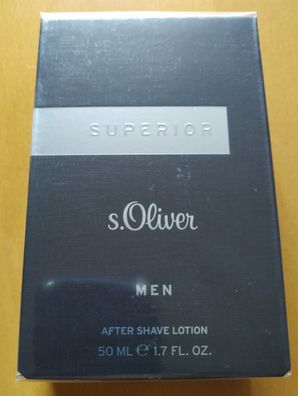 SUPERIOR
s.Oliver
MEN
AFTER SHAVE LOTION
50 ML ℮ 1.7 FL. OZ.